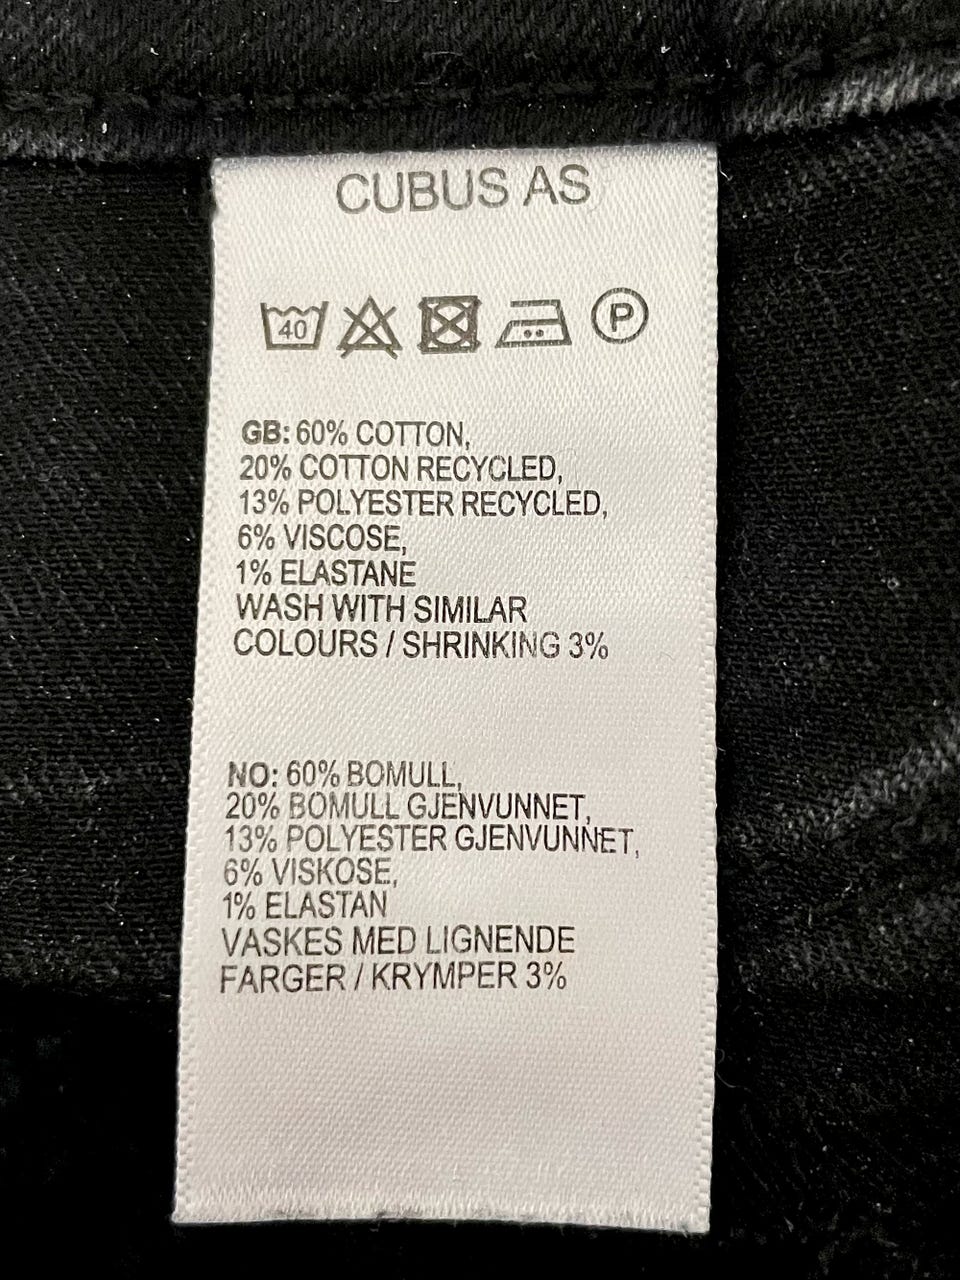 CUBUS AS
40 P
GB: 60% COTTON,
20% COTTON RECYCLED,
13% POLYESTER RECYCLED,
6% VISCOSE,
1% ELASTANE
WASH WITH SIMILAR
COLOURS / SHRINKING 3%
NO: 60% BOMULL,
20% BOMULL GJENVUNNET,
13% POLYESTER GJENVUNNET,
6% VISKOSE,
1% ELASTAN
VASKES MED LIGNENDE
FARGER / KRYMPER 3%